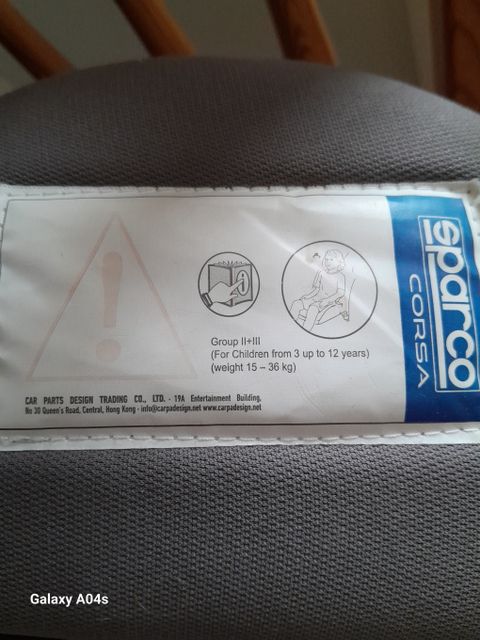 Group II+III
(For Children from 3 up to 12 years)
(weight 15 – 36 kg)
CAR PARTS DESIGN TRADING CO., LTD. - 19A Entertainment Building,
No 30 Queen's Road, Central, Hong Kong - info@carpadesign.net www.carpadesign.net
sparco
CORSA
Galaxy A04s